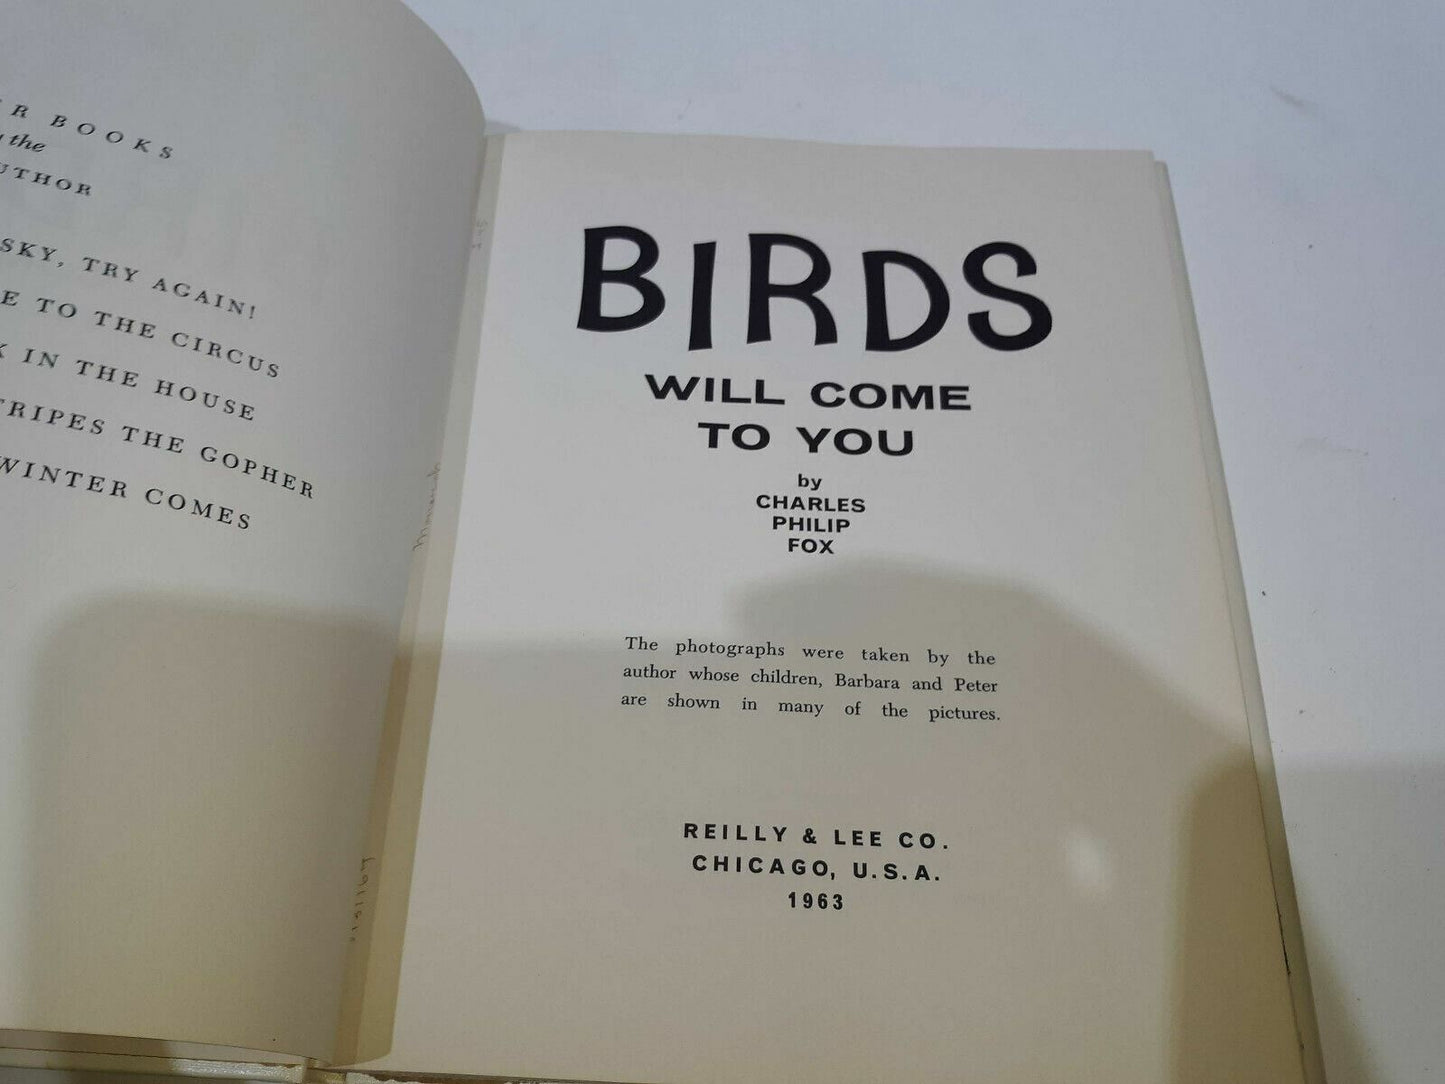 R BOOKS
the
UTHOR
SKY, TRY AGAIN!
E TO THE CIRCUS
K IN THE HOUSE
TRIPES THE GOPHER
WINTER COMES
BIRDS
WILL COME
TO YOU
by
CHARLES
PHILIP
FOX
The photographs were taken by the
author whose children, Barbara and Peter
are shown in many of the pictures.
REILLY & LEE CO.
CHICAGO, U.S.A.
1963